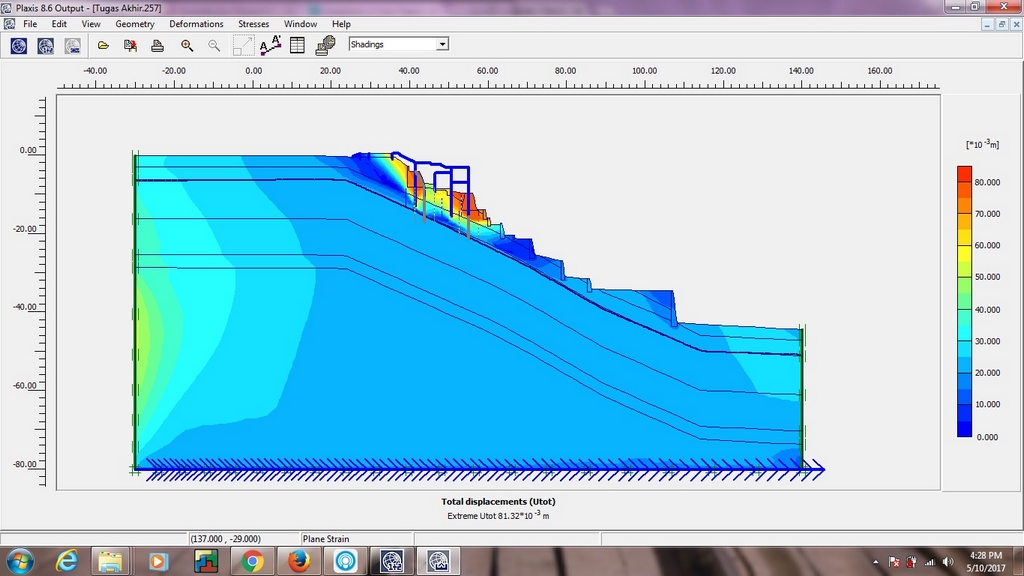 Plaxis 8.6 Output - [Tugas Akhir.257]
File Edit View Geometry Deformations Stresses Window Help
Shadings
-40.00 -20.00 0.00 20.00 40.00 60.00 80.00 100.00 120.00 140.00 160.00
0.00
-20.00
-40.00
-60.00
-80.00
[*10 -3 m]
80.000
70.000
60.000
50.000
40.000
30.000
20.000
10.000
0.000
Total displacements (Utot)
Extreme Utot 81.32*10 -3 m
(137.000 , -29.000) Plane Strain
4:28 PM
5/10/2017